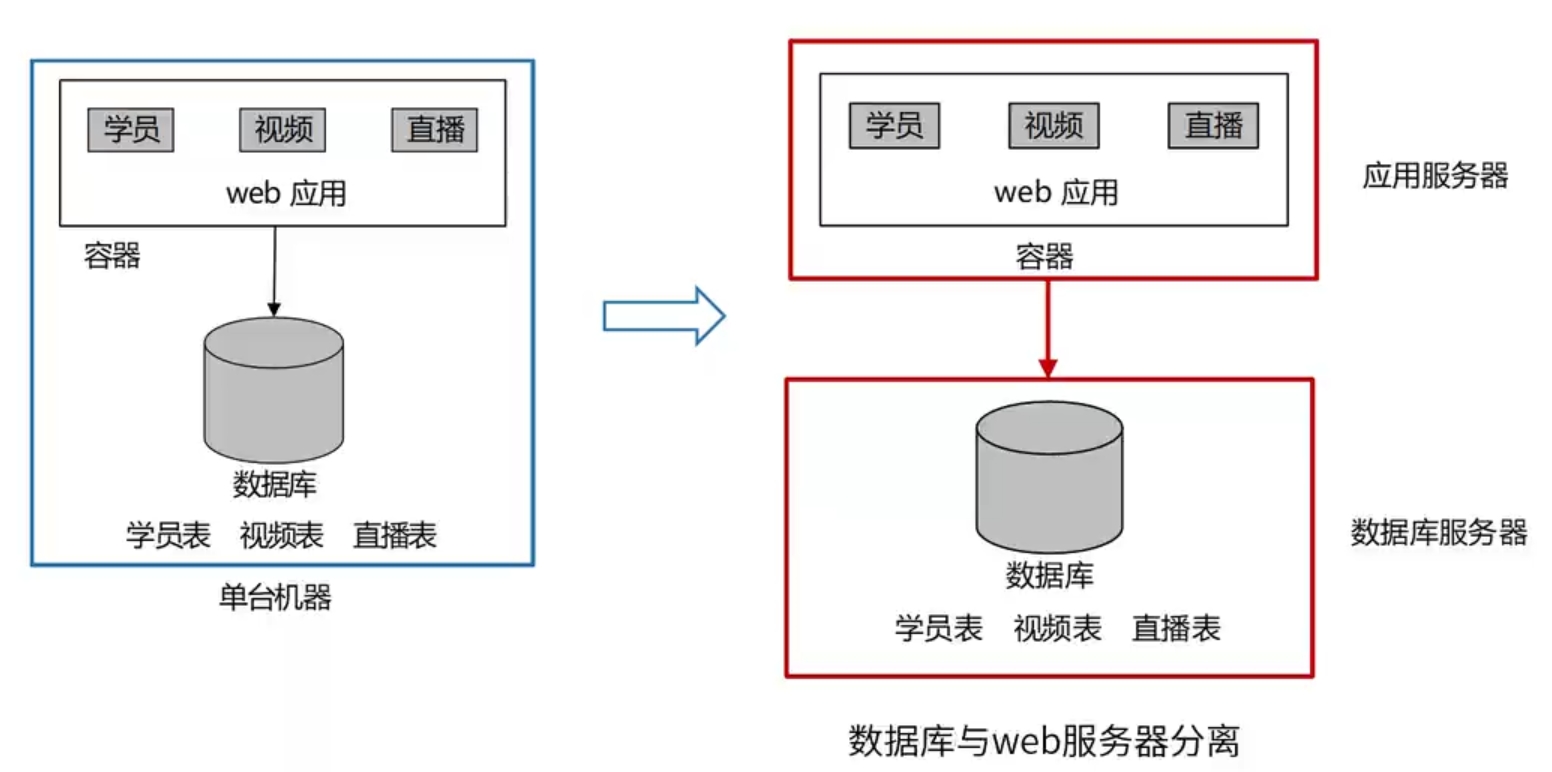 学员 视频 直播
web 应用
容器
数据库
学员表 视频表 直播表
单台机器
学员 视频 直播
web 应用
容器
应用服务器
数据库
学员表 视频表 直播表
数据库服务器
数据库与web服务器分离